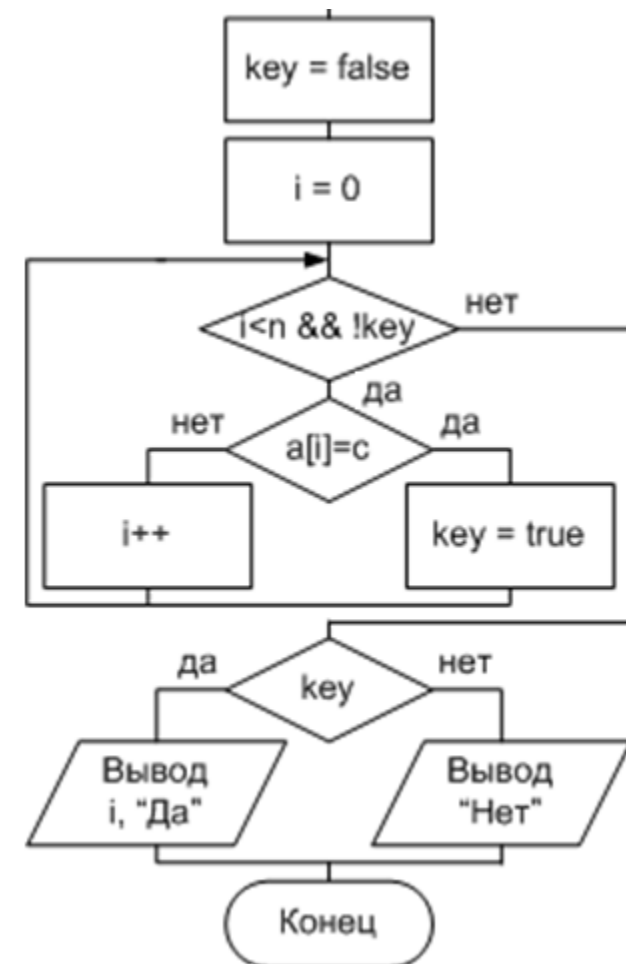 key = false
i = 0
i<n && !key
нет
да
нет
a[i]=c
да
i++
key = true
да
key
нет
Вывод
i, “Да”
Вывод
“Нет”
Конец